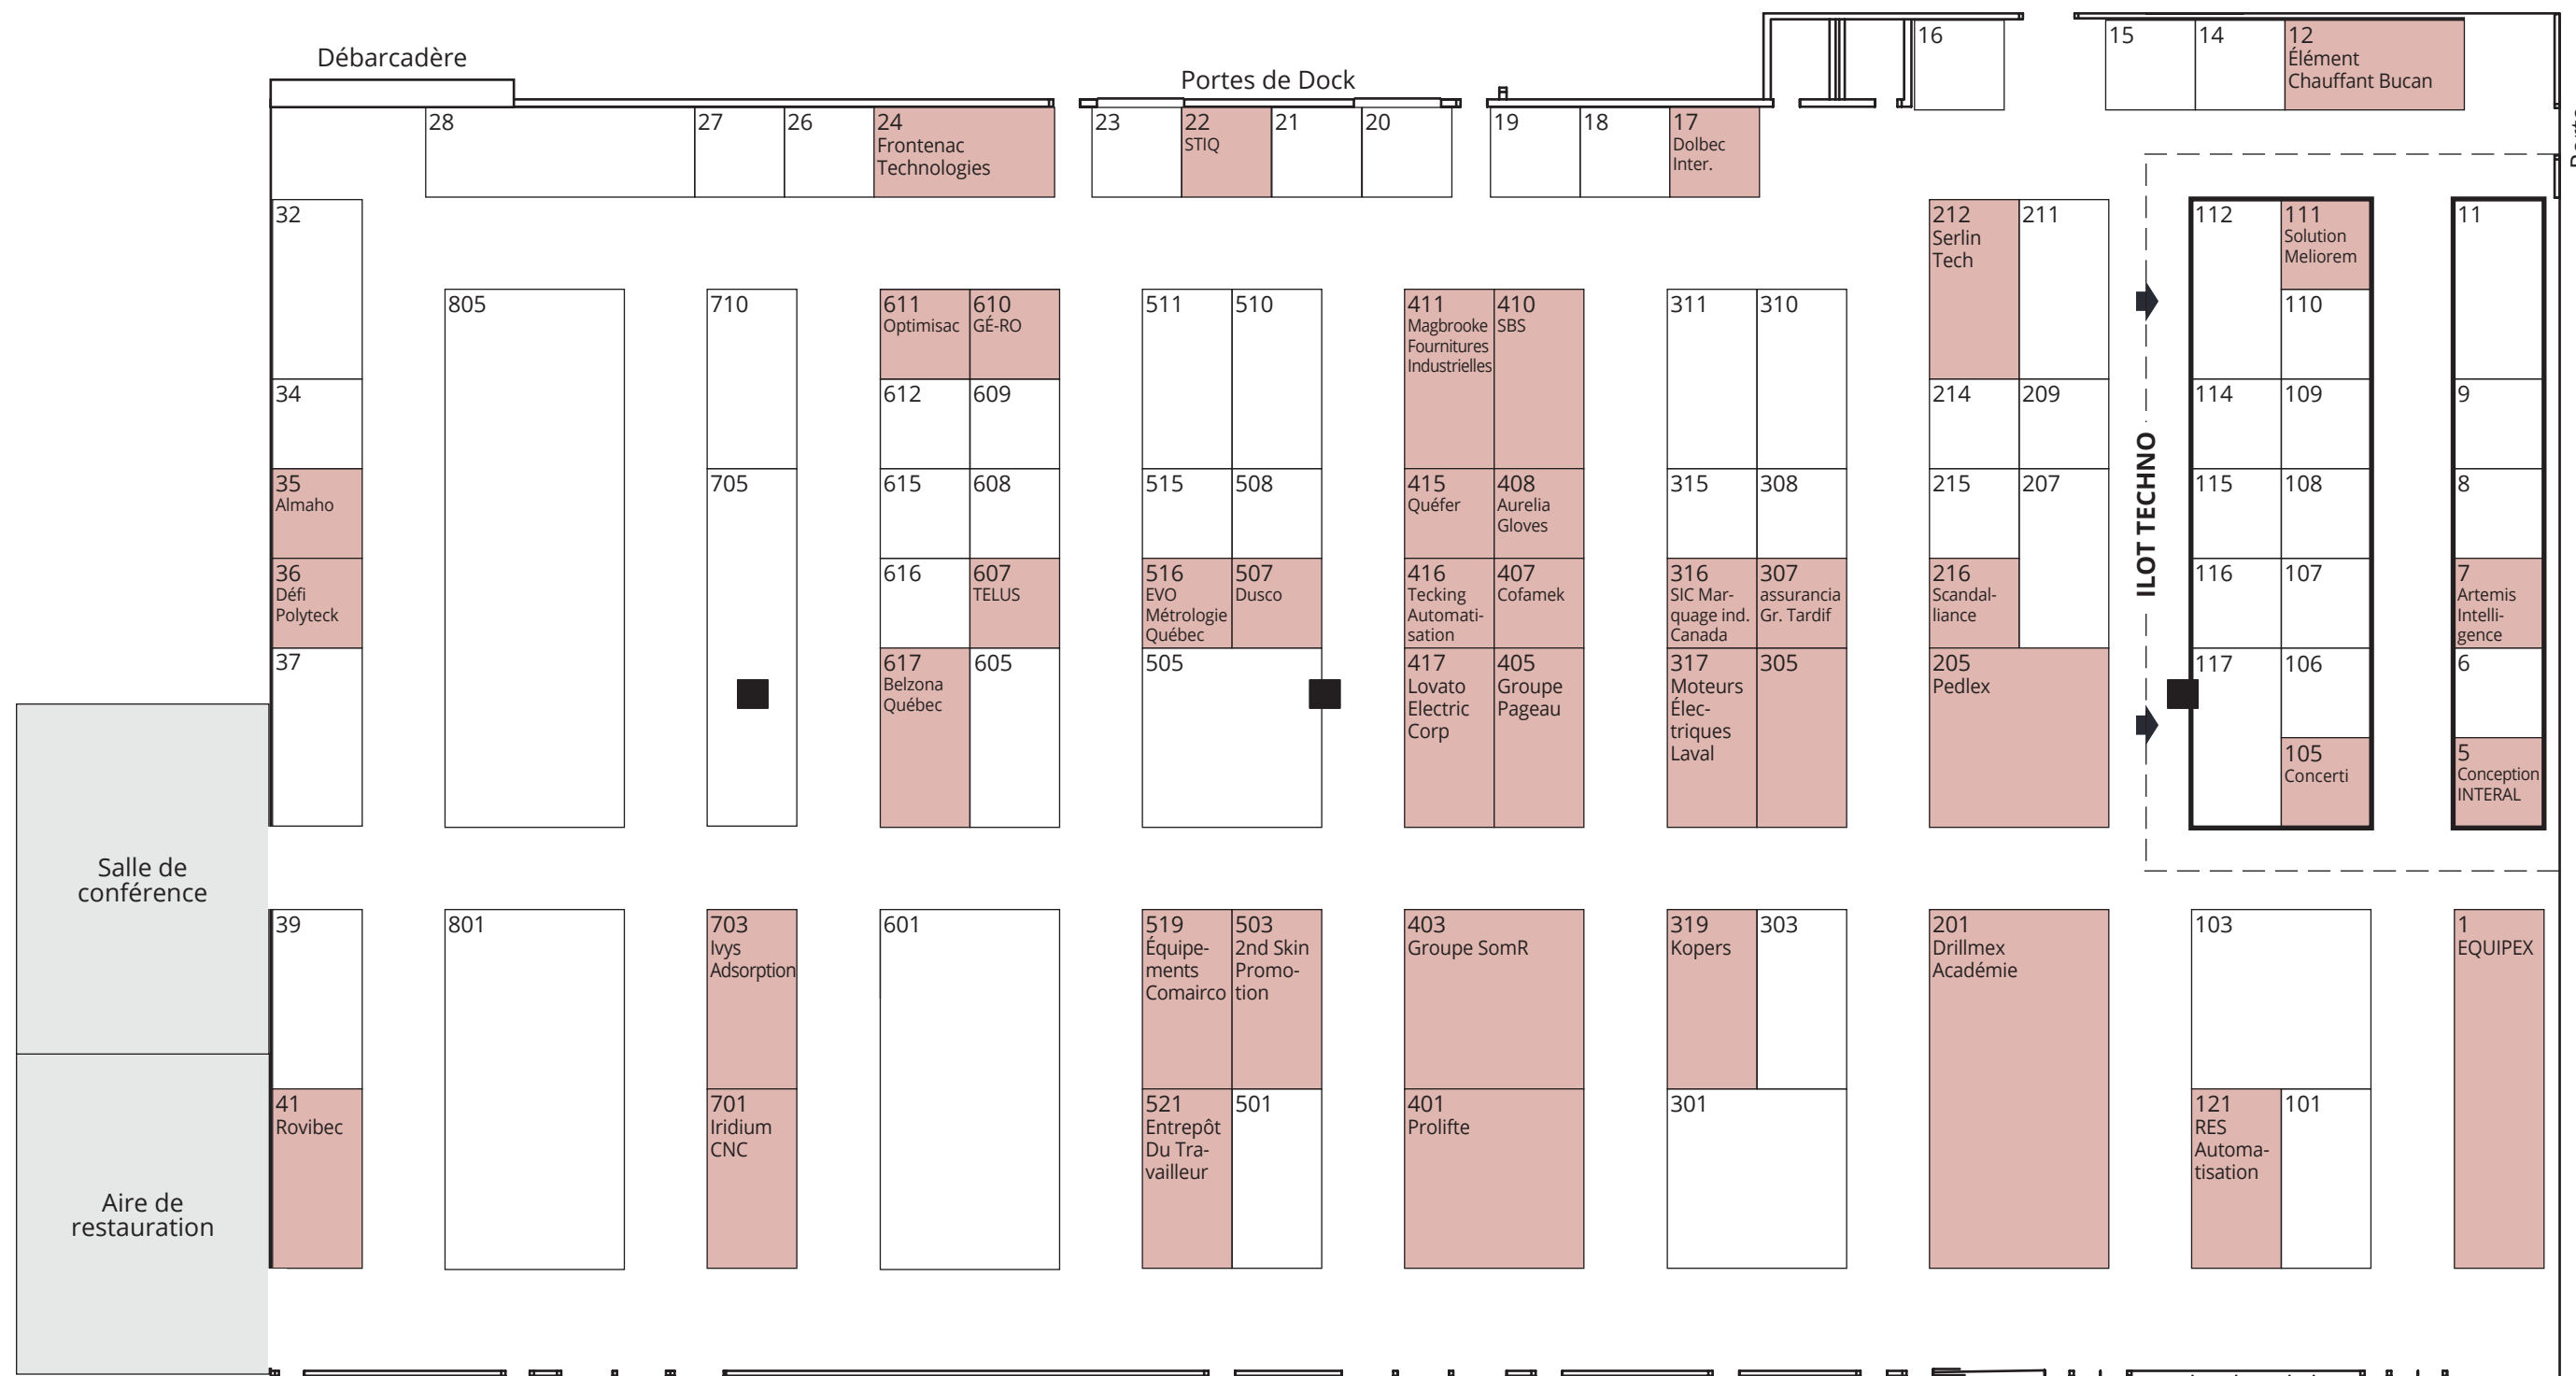 Débarcadère
Portes de Dock
16
15
14
12
Élément
Chauffant Bucan
28
27
26
24
Frontenac
Technologies
23
22
STIQ
21
20
19
18
17
Dolbec
Inter.
32
34
35
Almaho
36
Défi
Polyteck
37
805
710
705
611
Optimisac
610
GÉ-RO
612
609
615
608
616
607
TELUS
617
Belzona
Québec
605
511
510
515
508
516
EVO
Métrologie
Québec
507
Dusco
505
411
Magbrooke
Fournitures
Industrielles
410
SBS
415
Quéfer
408
Aurelia
Gloves
416
Tecking
Automati-
sation
407
Cofamek
417
Lovato
Electric
Corp
405
Groupe
Pageau
311
310
315
308
316
SIC Mar-
quage ind.
Canada
307
assurancia
Gr. Tardif
317
Moteurs
Élec-
triques
Laval
305
212
Serlin
Tech
211
214
209
215
207
216
Scandal-
liance
205
Pedlex
ILOT TECHNO
112
111
Solution
Meliorem
110
114
109
115
108
116
107
117
106
105
Concerti
11
9
8
7
Artemis
Intelli-
gence
6
5
Conception
INTERAL
Salle de
conférence
Aire de
restauration
39
41
Rovibec
801
703
Ivys
Adsorption
701
Iridium
CNC
601
519
Équipe-
ments
Comairco
503
2nd Skin
Promo-
tion
521
Entrepôt
Du Tra-
vailleur
501
403
Groupe SomR
401
Prolifte
319
Kopers
303
301
201
Drillmex
Académie
103
121
RES
Automa-
tisation
101
1
EQUIPEX